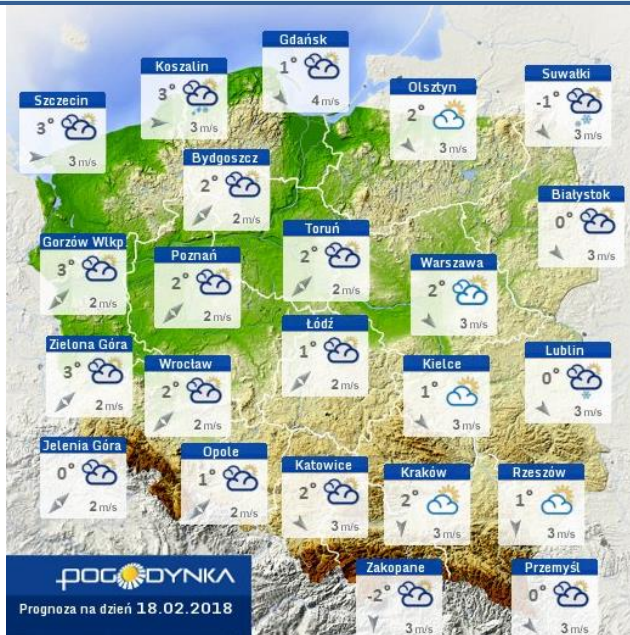 Gdańsk
1°
4 m/s
Koszalin
3°
3 m/s
Olsztyn
2°
3 m/s
Suwałki
-1°
3 m/s
Szczecin
3°
3 m/s
Bydgoszcz
2°
2 m/s
Białystok
0°
3 m/s
Gorzów Wlkp
3°
2 m/s
Poznań
2°
2 m/s
Toruń
2°
2 m/s
Warszawa
2°
3 m/s
Łódź
1°
2 m/s
Zielona Góra
3°
2 m/s
Wrocław
2°
2 m/s
Kielce
1°
3 m/s
Lublin
0°
3 m/s
Jelenia Góra
0°
2 m/s
Opole
1°
2 m/s
Katowice
2°
3 m/s
Kraków
2°
3 m/s
Rzeszów
1°
3 m/s
Zakopane
-2°
3 m/s
Przemyśl
0°
3 m/s
POGODYNKA
Prognoza na dzień 18.02.2018